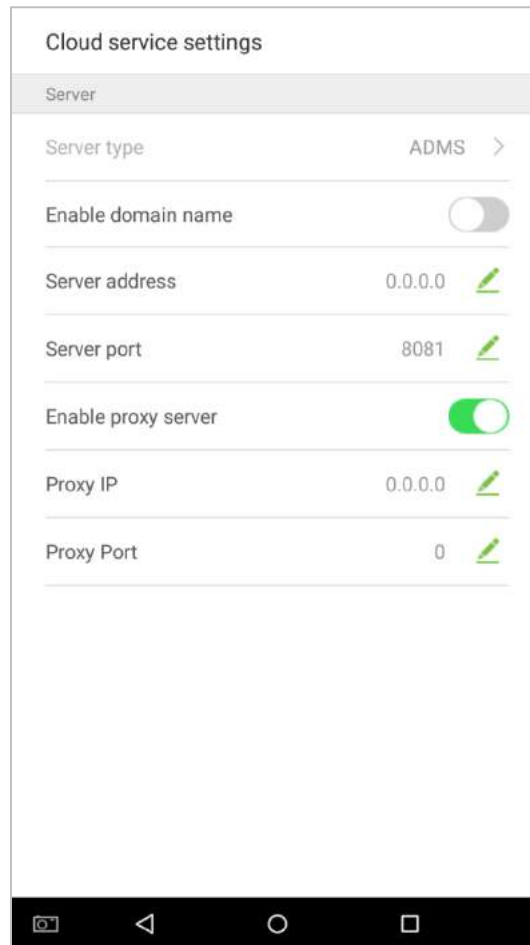 Cloud service settings
Server
Server type ADMS
Enable domain name
Server address 0.0.0.0
Server port 8081
Enable proxy server
Proxy IP 0.0.0.0
Proxy Port 0